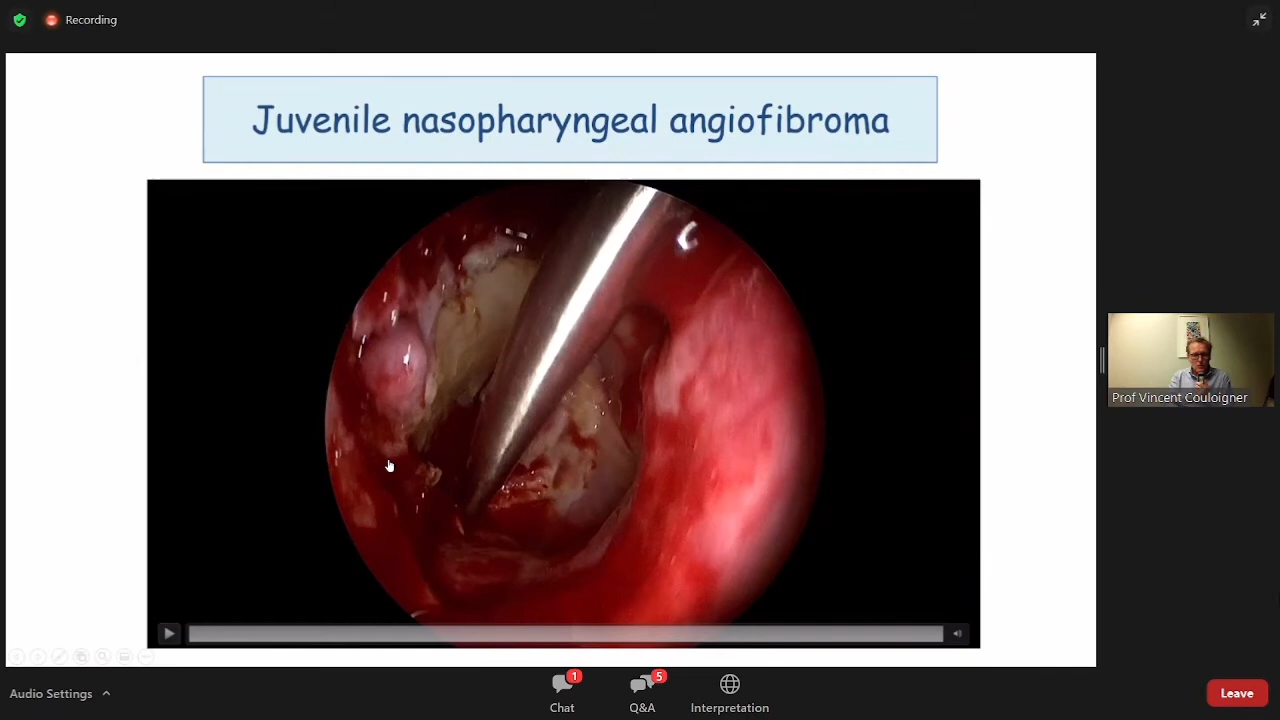 Recording
Juvenile nasopharyngeal angiofibroma
Prof Vincent Couloigner
Audio Settings
1
Chat
5
Q&A
Interpretation
Leave